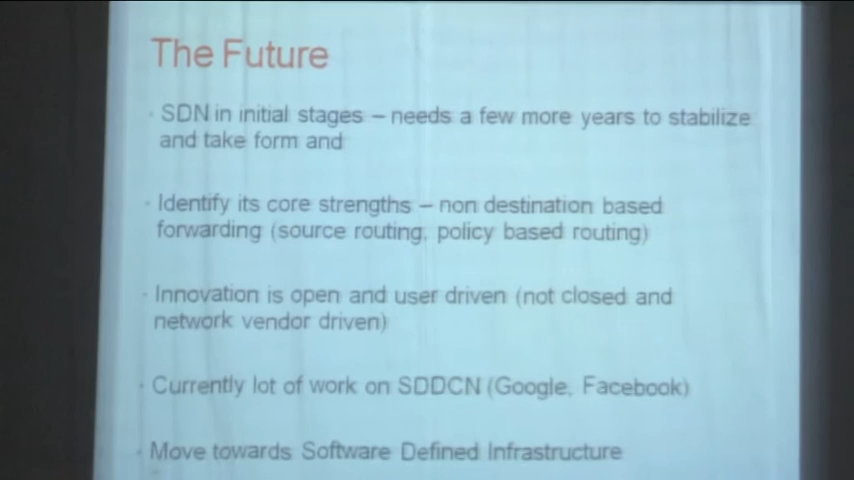 The Future
SDN in initial stages – needs a few more years to stabilize
and take form and
Identify its core strengths – non destination based
forwarding (source routing, policy based routing)
Innovation is open and user driven (not closed and
network vendor driven)
Currently lot of work on SDDCN (Google, Facebook)
Move towards Software Defined Infrastructure